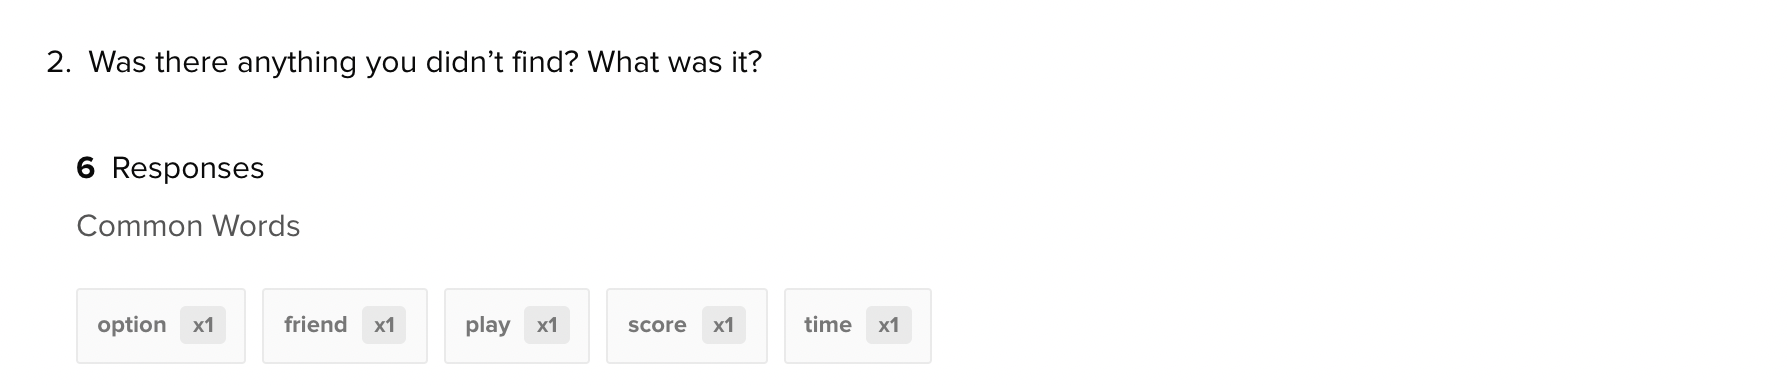 2. Was there anything you didn’t find? What was it?
6 Responses
Common Words
option x1 friend x1 play x1 score x1 time x1